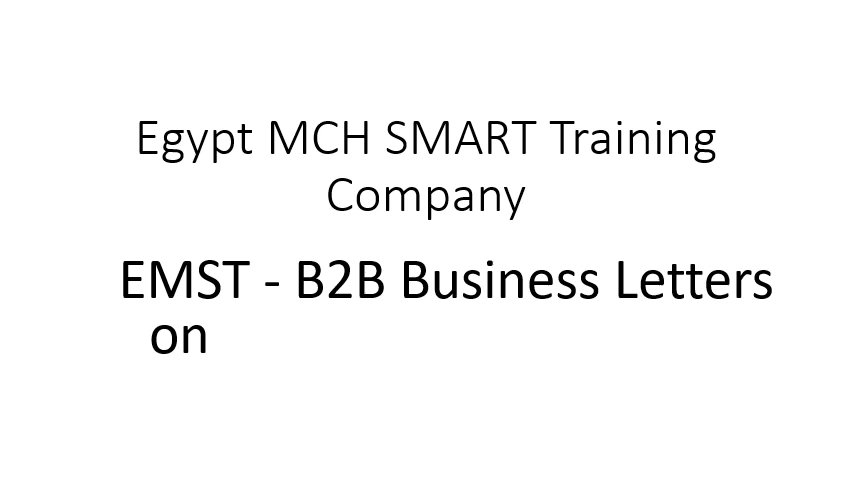 Egypt MCH SMART Training
Company
EMST - B2B Business Letters
on